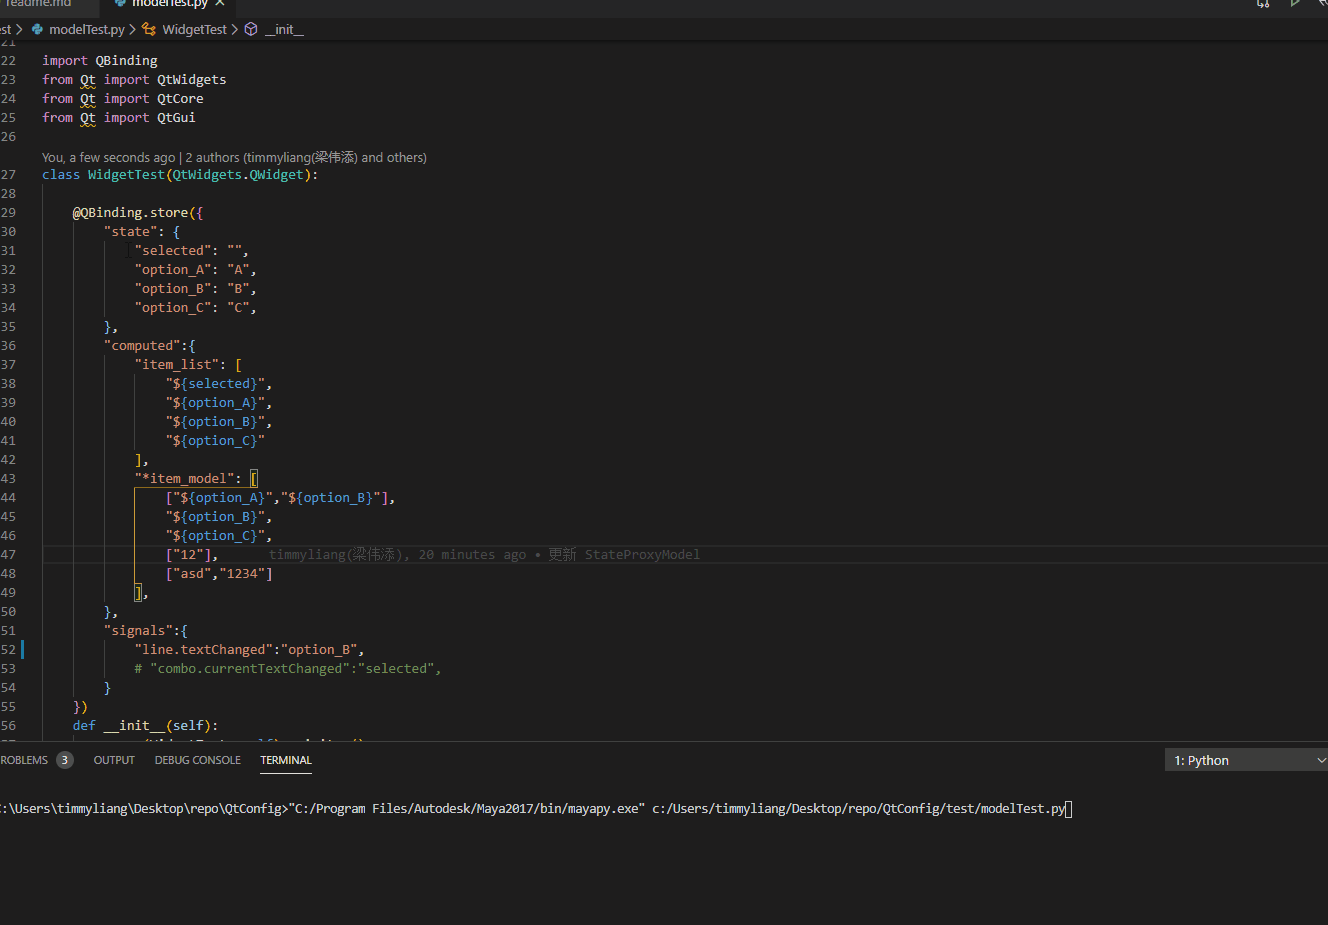 readme.md modelTest.py ×
est > modelTest.py > WidgetTest > __init__
21
22 import QBinding
23 from Qt import QtWidgets
24 from Qt import QtCore
25 from Qt import QtGui
26
You, a few seconds ago | 2 authors (timmyliang(梁伟添) and others)
27 class WidgetTest(QtWidgets.QWidget):
28
29 @QBinding.store({
30 "state": {
31 "selected": "",
32 "option_A": "A",
33 "option_B": "B",
34 "option_C": "C",
35 },
36 "computed":{
37 "item_list": [
38 "${selected}",
39 "${option_A}",
40 "${option_B}",
41 "${option_C}"
42 ],
43 "*item_model": [
44 ["${option_A}","${option_B}"],
45 "${option_B}",
46 "${option_C}",
47 ["12"], timmyliang(梁伟添), 20 minutes ago • 更新 StateProxyModel
48 ["asd","1234"]
49 ],
50 },
51 "signals":{
52 "line.textChanged":"option_B",
53 # "combo.currentTextChanged":"selected",
54 }
55 })
56 def __init__(self):
ROBLEMS 3 OUTPUT DEBUG CONSOLE TERMINAL 1: Python
:\Users\timmyliang\Desktop\repo\QtConfig>"C:/Program Files/Autodesk/Maya2017/bin/mayapy.exe" c:/Users/timmyliang/Desktop/repo/QtConfig/test/modelTest.py